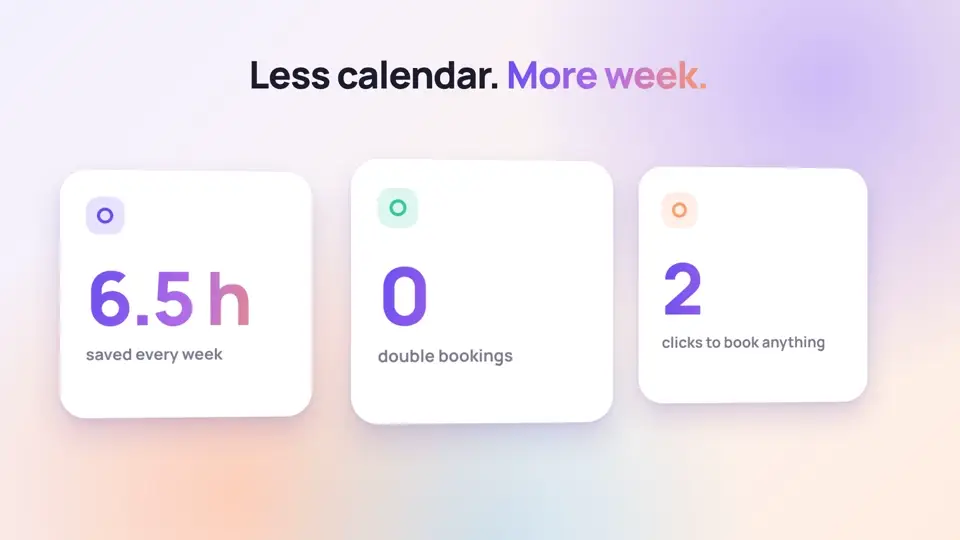 Less calendar. More week.
6.5 h
saved every week
0
double bookings
2
clicks to book anything